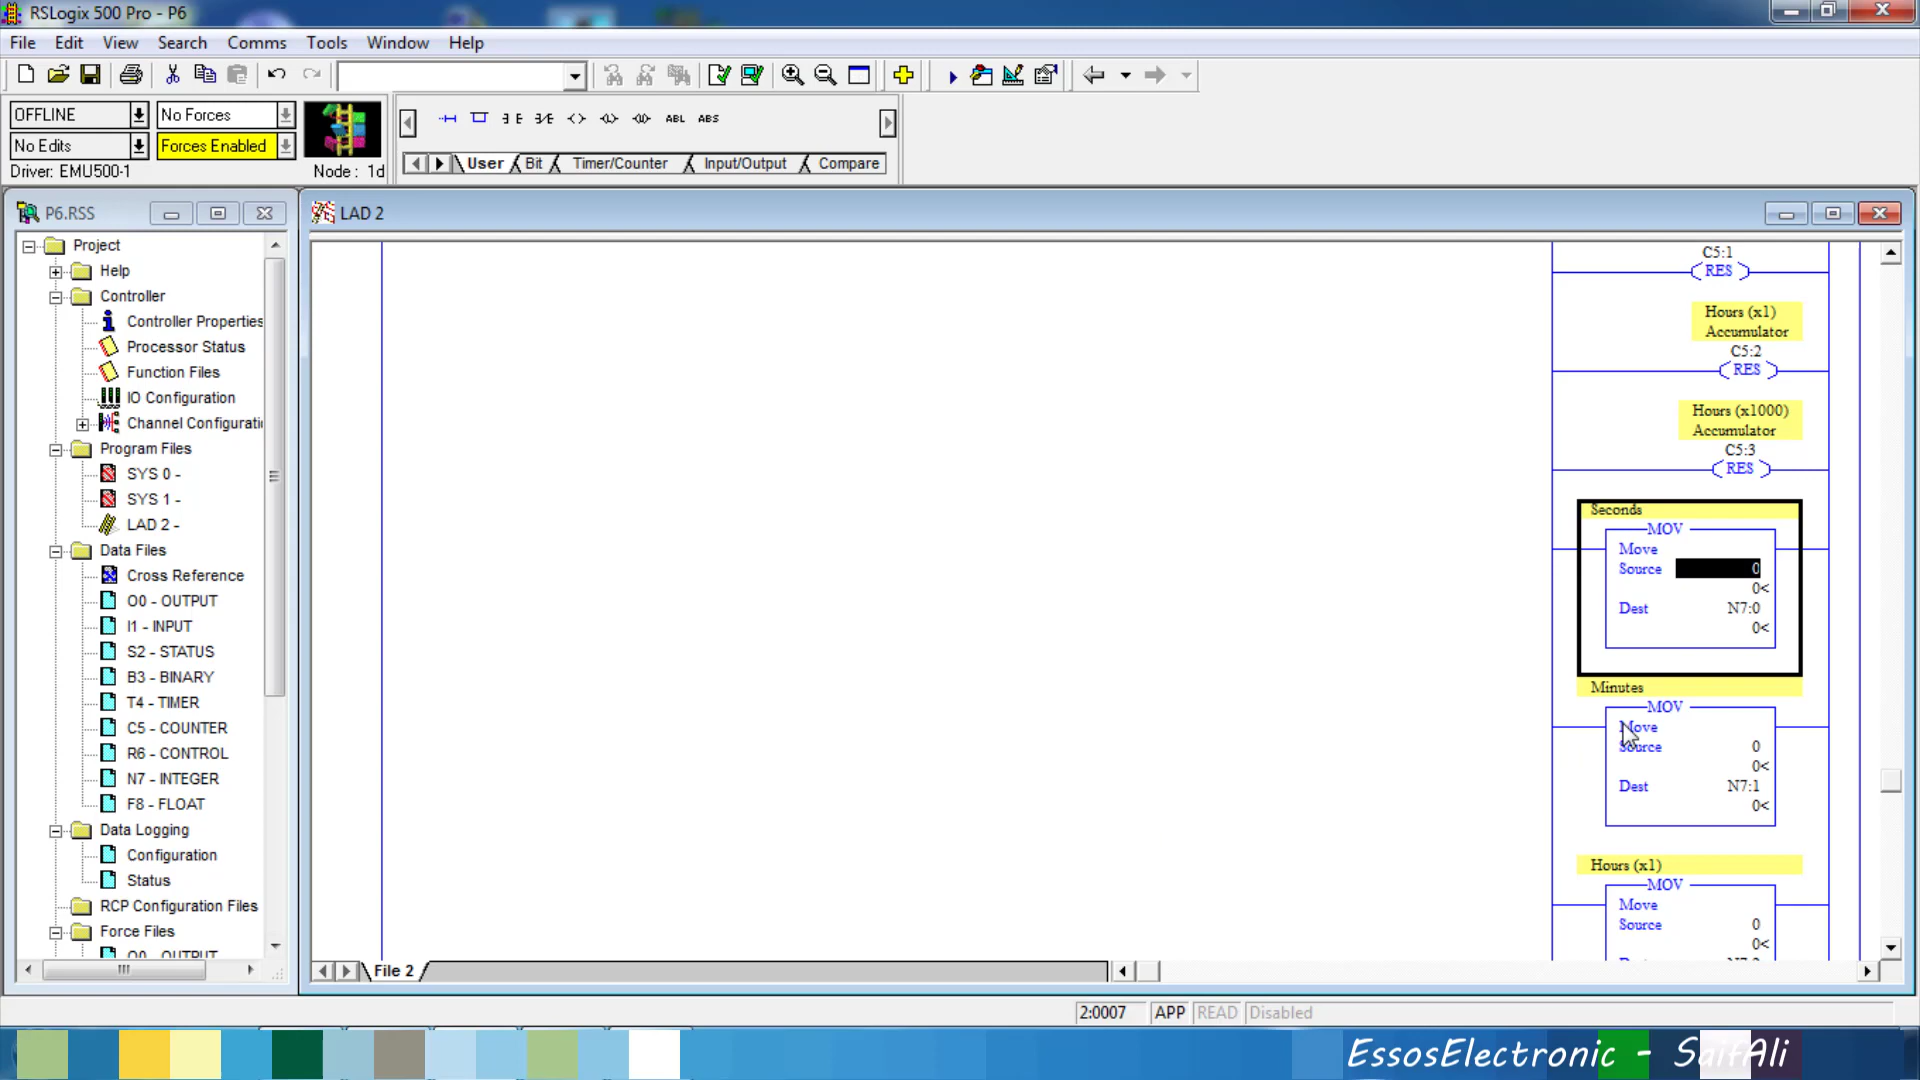 RSLogix 500 Pro - P6
File Edit View Search Comms Tools Window Help
OFFLINE No Forces
No Edits Forces Enabled
Driver: EMU500-1 Node : 1d
ABL ABS
User Bit Timer/Counter Input/Output Compare
P6.RSS
Project
Help
Controller
Controller Properties
Processor Status
Function Files
IO Configuration
Channel Configurati
Program Files
SYS 0 -
SYS 1 -
LAD 2 -
Data Files
Cross Reference
O0 - OUTPUT
I1 - INPUT
S2 - STATUS
B3 - BINARY
T4 - TIMER
C5 - COUNTER
R6 - CONTROL
N7 - INTEGER
F8 - FLOAT
Data Logging
Configuration
Status
RCP Configuration Files
Force Files
O0 - OUTPUT
LAD 2
C5:1
RES
Hours (x1)
Accumulator
C5:2
RES
Hours (x1000)
Accumulator
C5:3
RES
Seconds
MOV
Move
Source 0
0<
Dest N7:0
0<
Minutes
MOV
Move
Source 0
0<
Dest N7:1
0<
Hours (x1)
MOV
Move
Source 0
0<
File 2
2:0007 APP READ Disabled
EssosElectronic - SaifAli